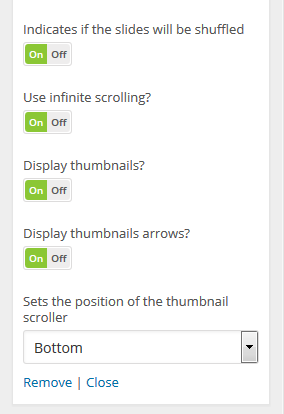 Indicates if the slides will be shuffled
On Off
Use infinite scrolling?
On Off
Display thumbnails?
On Off
Display thumbnails arrows?
On Off
Sets the position of the thumbnail
scroller
Bottom
Remove | Close